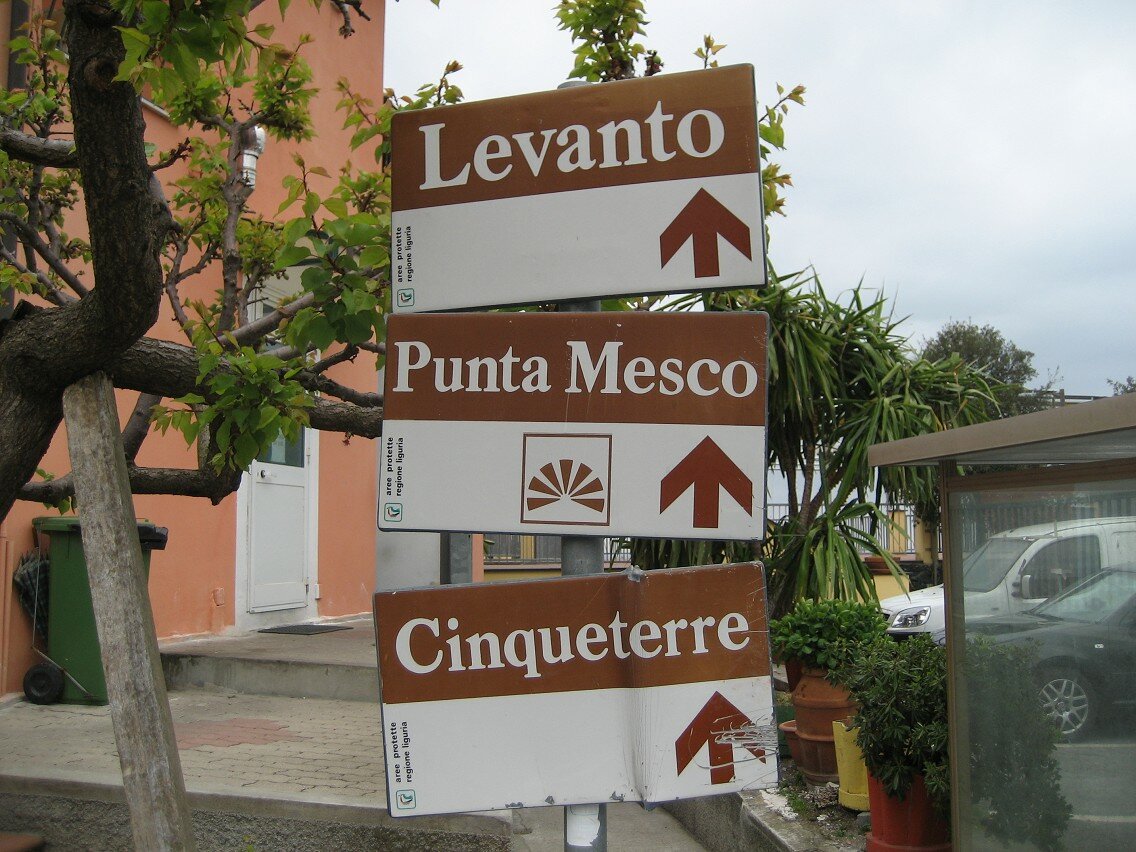 Levanto
aree protette
regione liguria
Punta Mesco
aree protette
regione liguria
Cinqueterre
aree protette
regione liguria